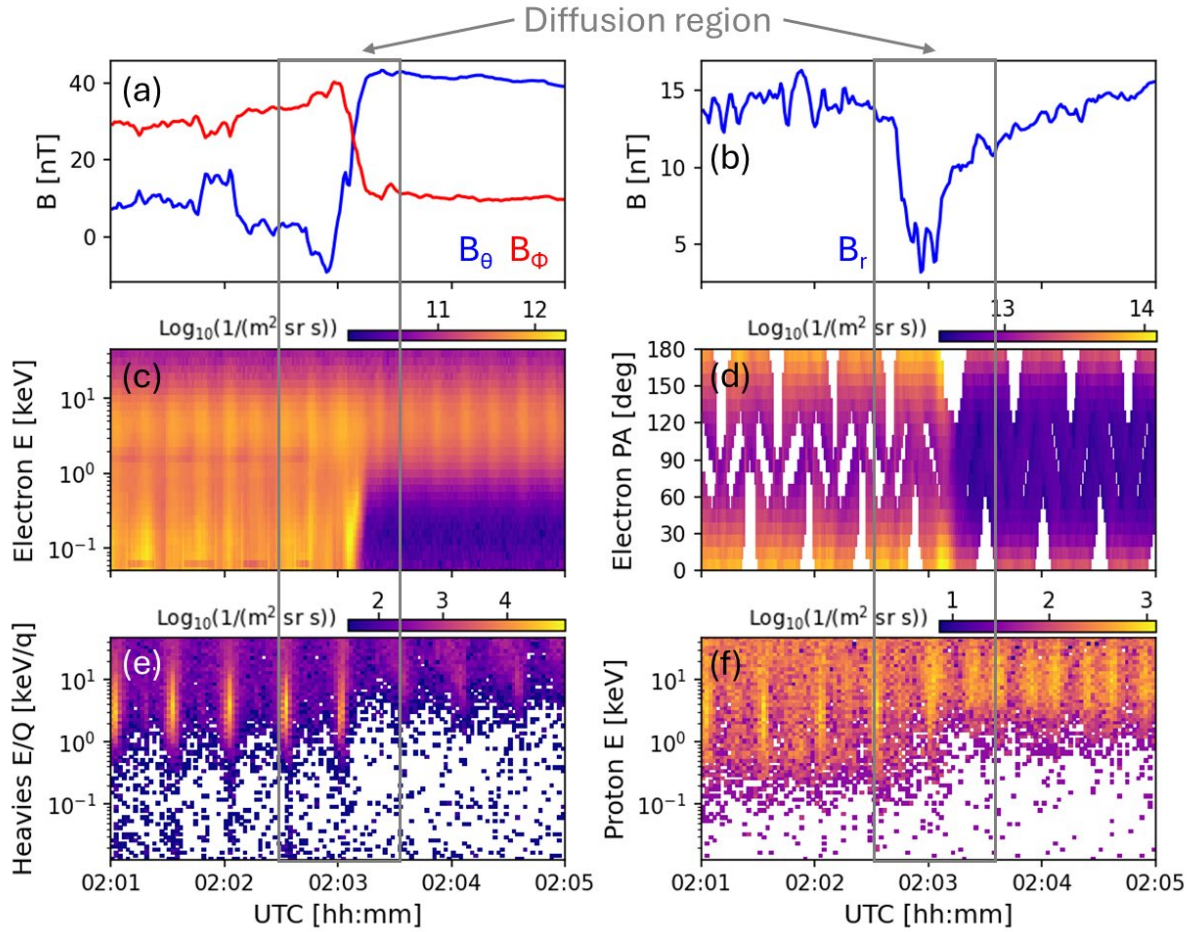 Diffusion region
(a)
B [nT]
40
20
0
B_θ B_Φ
(b)
B [nT]
15
10
5
B_r
Log₁₀(1/(m² sr s))
11
12
(c)
Electron E [keV]
10¹
10⁰
10⁻¹
Log₁₀(1/(m² sr s))
13
14
(d)
Electron PA [deg]
180
150
120
90
60
30
0
Log₁₀(1/(m² sr s))
2
3
4
(e)
Heavies E/Q [keV/q]
10¹
10⁰
10⁻¹
02:01 02:02 02:03 02:04 02:05
UTC [hh:mm]
Log₁₀(1/(m² sr s))
1
2
3
(f)
Proton E [keV]
10¹
10⁰
10⁻¹
02:01 02:02 02:03 02:04 02:05
UTC [hh:mm]